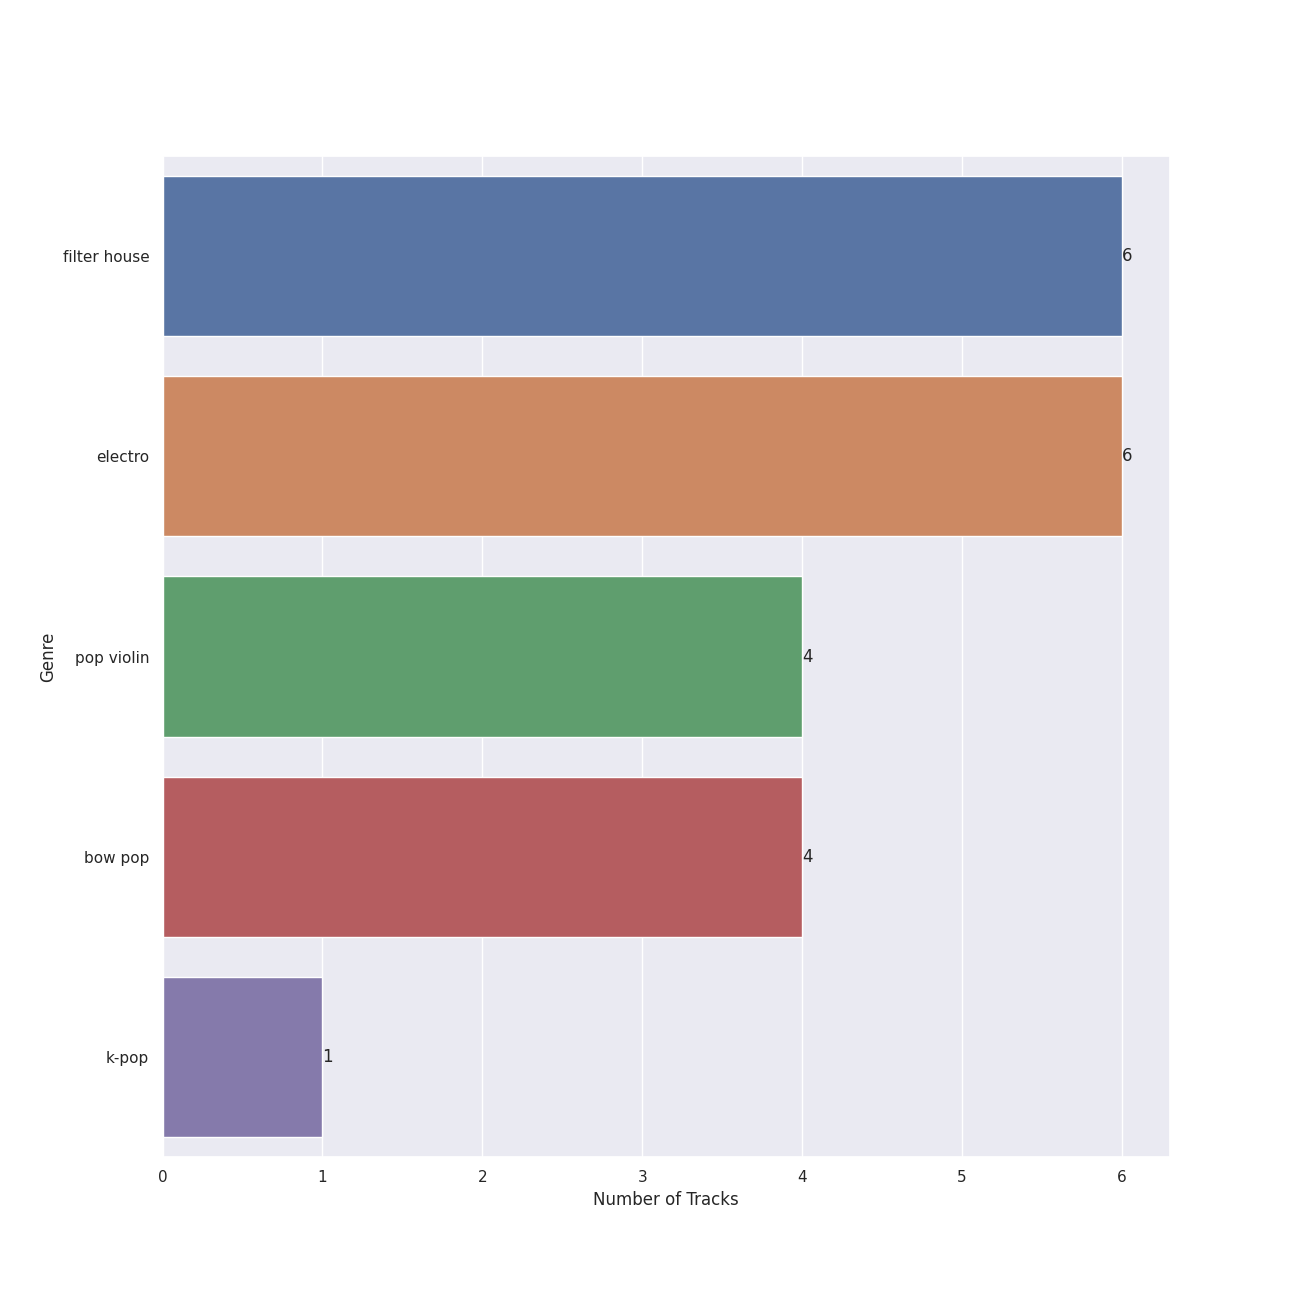 filter house
6
electro
6
Genre
pop violin
4
bow pop
4
k-pop
1
0 1 2 3 4 5 6
Number of Tracks